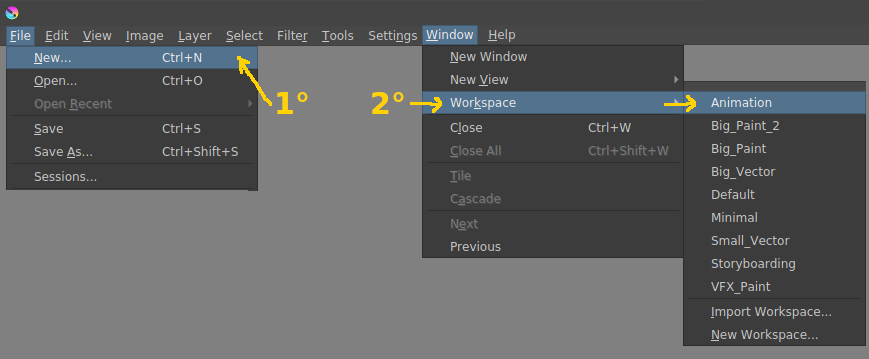 File Edit View Image Layer Select Filter Tools Settings Window Help
New... Ctrl+N
Open... Ctrl+O
Open Recent
Save Ctrl+S
Save As... Ctrl+Shift+S
Sessions...
1°
2°
New Window
New View
Workspace
Close Ctrl+W
Close All Ctrl+Shift+W
Tile
Cascade
Next
Previous
Animation
Big_Paint_2
Big_Paint
Big_Vector
Default
Minimal
Small_Vector
Storyboarding
VFX_Paint
Import Workspace...
New Workspace...